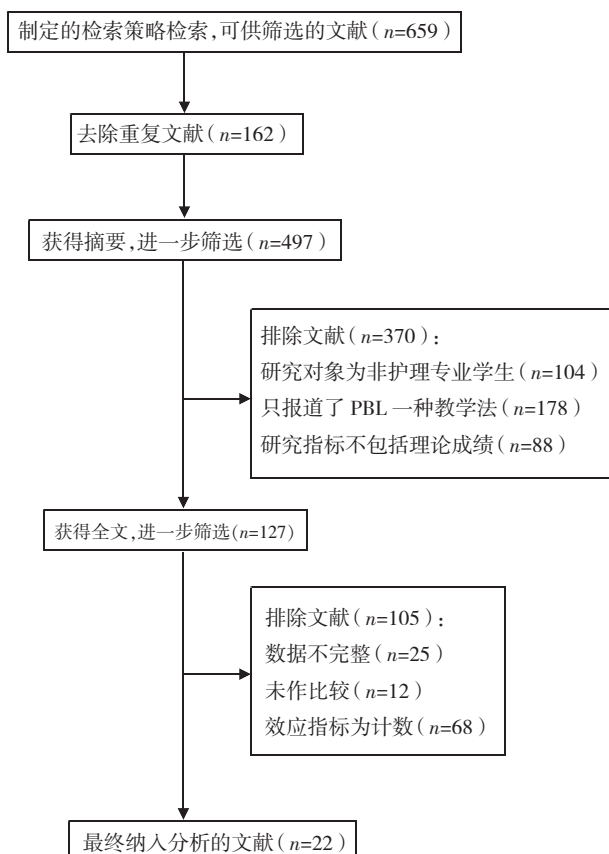 制定的检索策略检索,可供筛选的文献(n=659)
去除重复文献(n=162)
获得摘要,进一步筛选(n=497)
排除文献(n=370):
研究对象为非护理专业学生(n=104)
只报道了 PBL 一种教学法(n=178)
研究指标不包括理论成绩(n=88)
获得全文,进一步筛选(n=127)
排除文献(n=105):
数据不完整(n=25)
未作比较(n=12)
效应指标为计数(n=68)
最终纳入分析的文献(n=22)